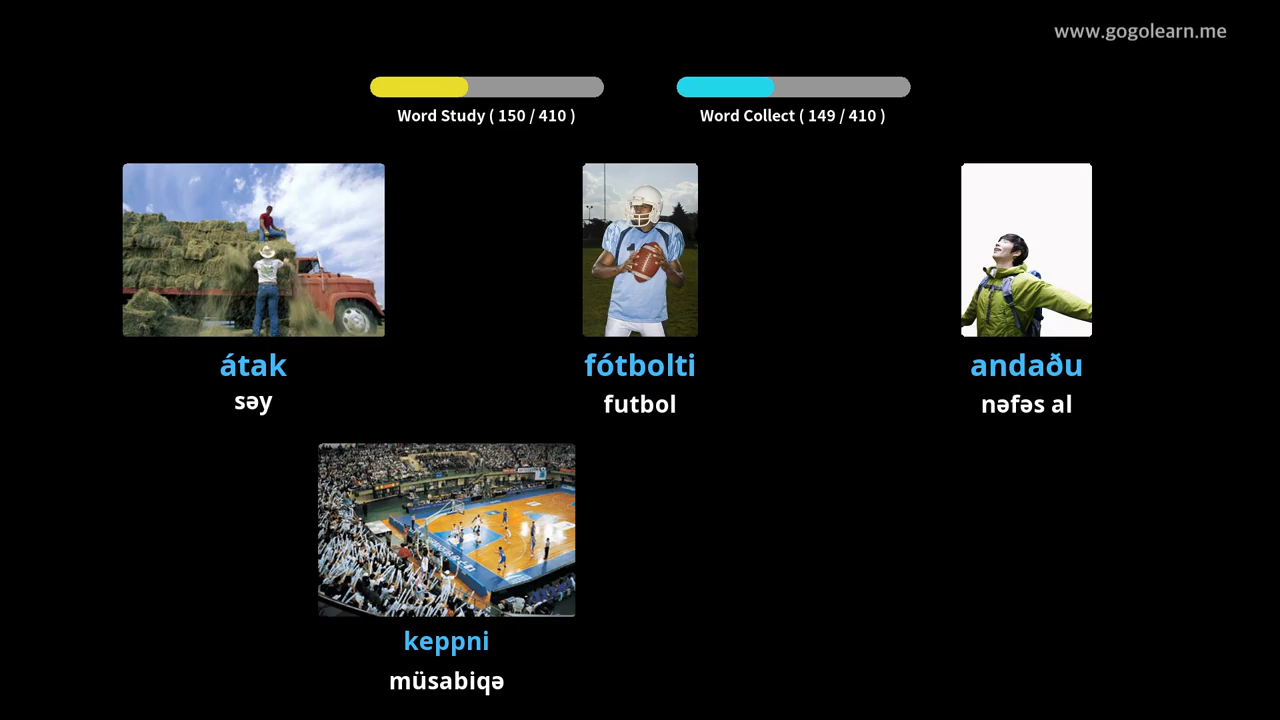 www.gogolearn.me
Word Study ( 150 / 410 )
Word Collect ( 149 / 410 )
átak
fótbolti
andaðu
səy
futbol
nəfəs al
keppni
müsabiqə